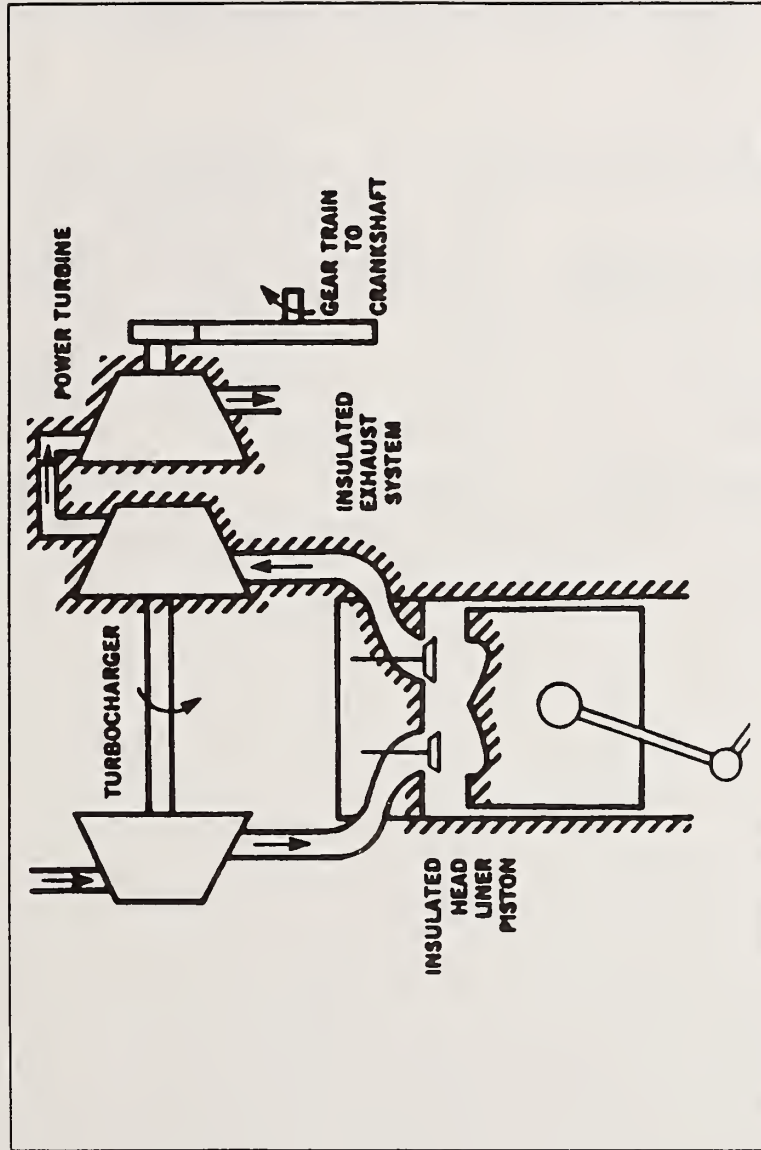 POWER TURBINE
TURBOCHARGER
GEAR TRAIN
TO
CRANKSHAFT
INSULATED
EXHAUST
SYSTEM
INSULATED
HEAD
LINER
PISTON